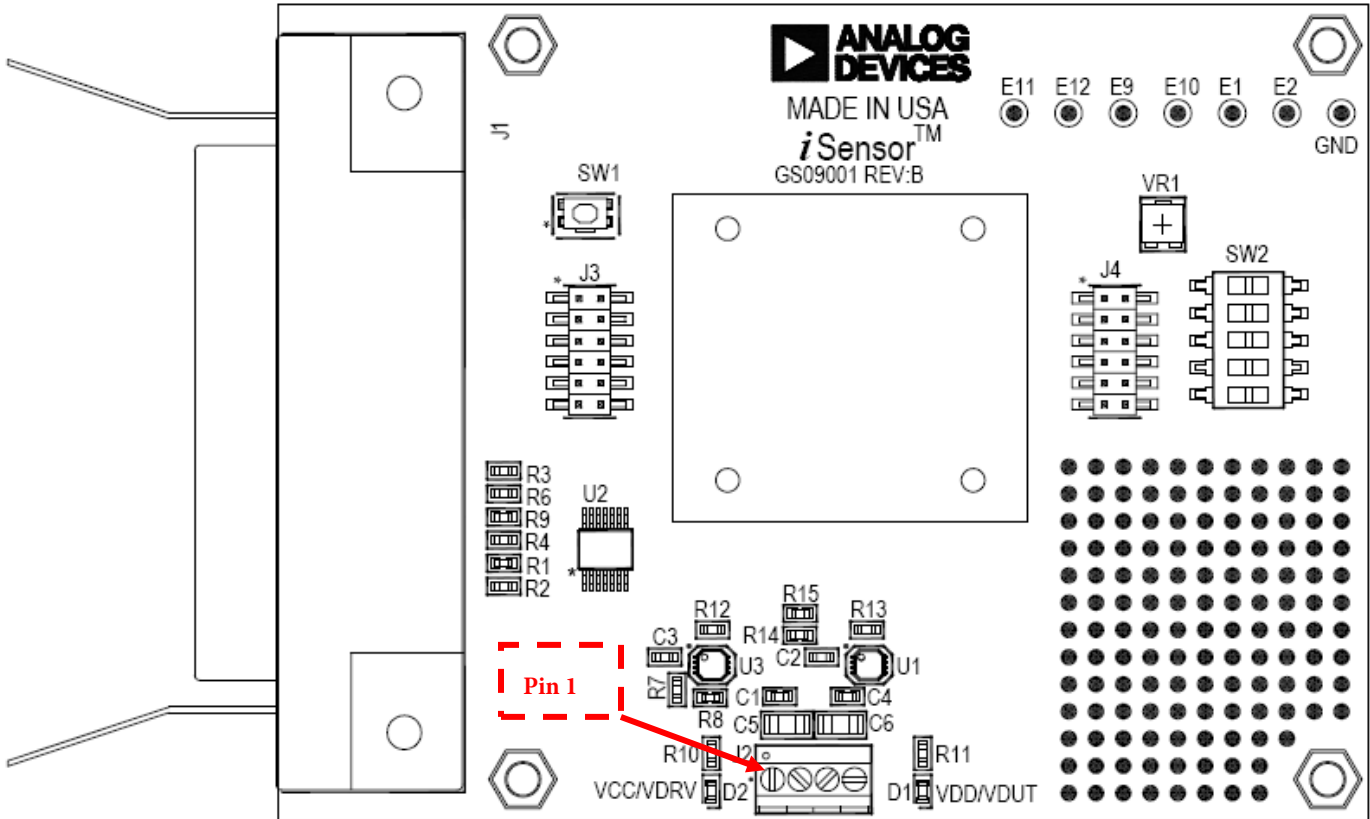 ANALOG
DEVICES
E11 E12 E9 E10 E1 E2
MADE IN USA
J1
iSensor™
GND
GS09001 REV:B
SW1
VR1
SW2
J3
J4
R3
R6
U2
R9
R4
R1
R2
R15
R12
R13
R14
C3
C2
U3
U1
Pin 1
R7
C1
C4
R8
C5
C6
R10
J2
R11
VCC/VDRV
D2
D1
VDD/VDUT